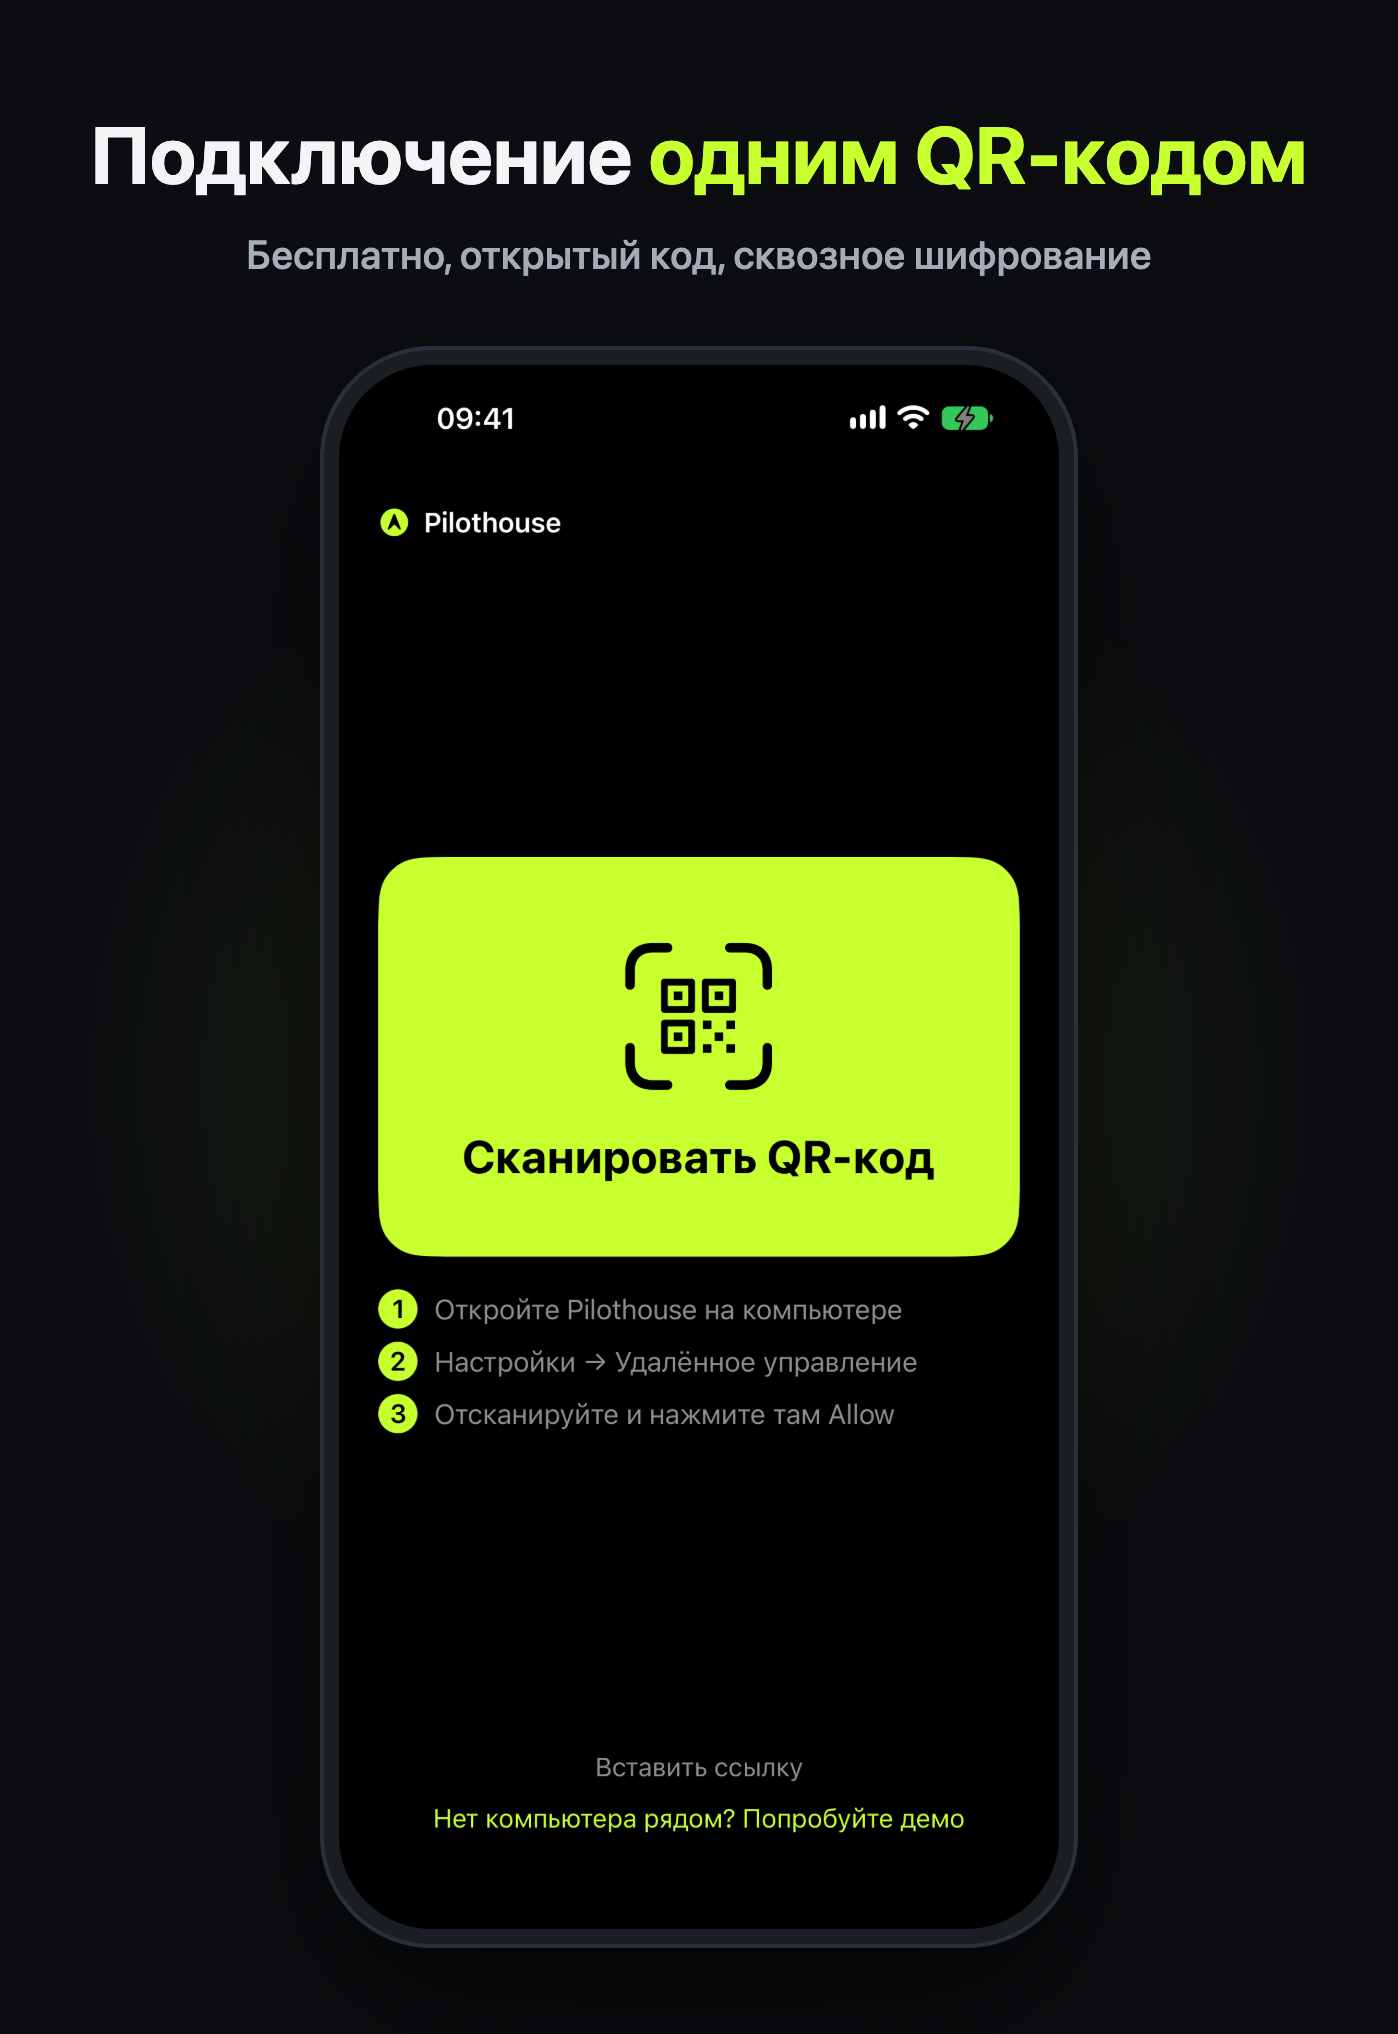 Подключение одним QR-кодом
Бесплатно, открытый код, сквозное шифрование
09:41
Pilothouse
Сканировать QR-код
1 Откройте Pilothouse на компьютере
2 Настройки → Удалённое управление
3 Отсканируйте и нажмите там Allow
Вставить ссылку
Нет компьютера рядом? Попробуйте демо